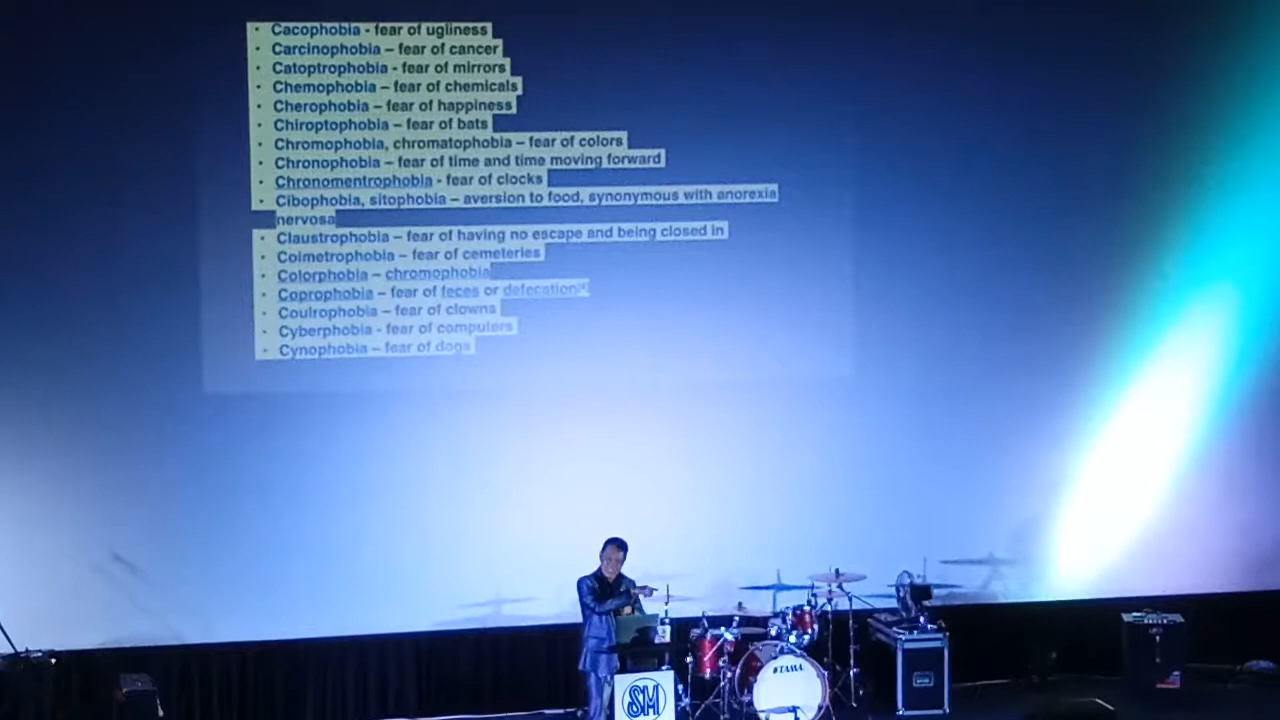 • Cacophobia - fear of ugliness
• Carcinophobia – fear of cancer
• Catoptrophobia - fear of mirrors
• Chemophobia – fear of chemicals
• Cherophobia – fear of happiness
• Chiroptophobia – fear of bats
• Chromophobia, chromatophobia – fear of colors
• Chronophobia – fear of time and time moving forward
• Chronomentrophobia - fear of clocks
• Cibophobia, sitophobia – aversion to food, synonymous with anorexia
nervosa
• Claustrophobia – fear of having no escape and being closed in
• Coimetrophobia – fear of cemeteries
• Colorphobia – chromophobia
• Coprophobia – fear of feces or defecation
• Coulrophobia – fear of clowns
• Cyberphobia - fear of computers
• Cynophobia – fear of dogs
TAMA
SM